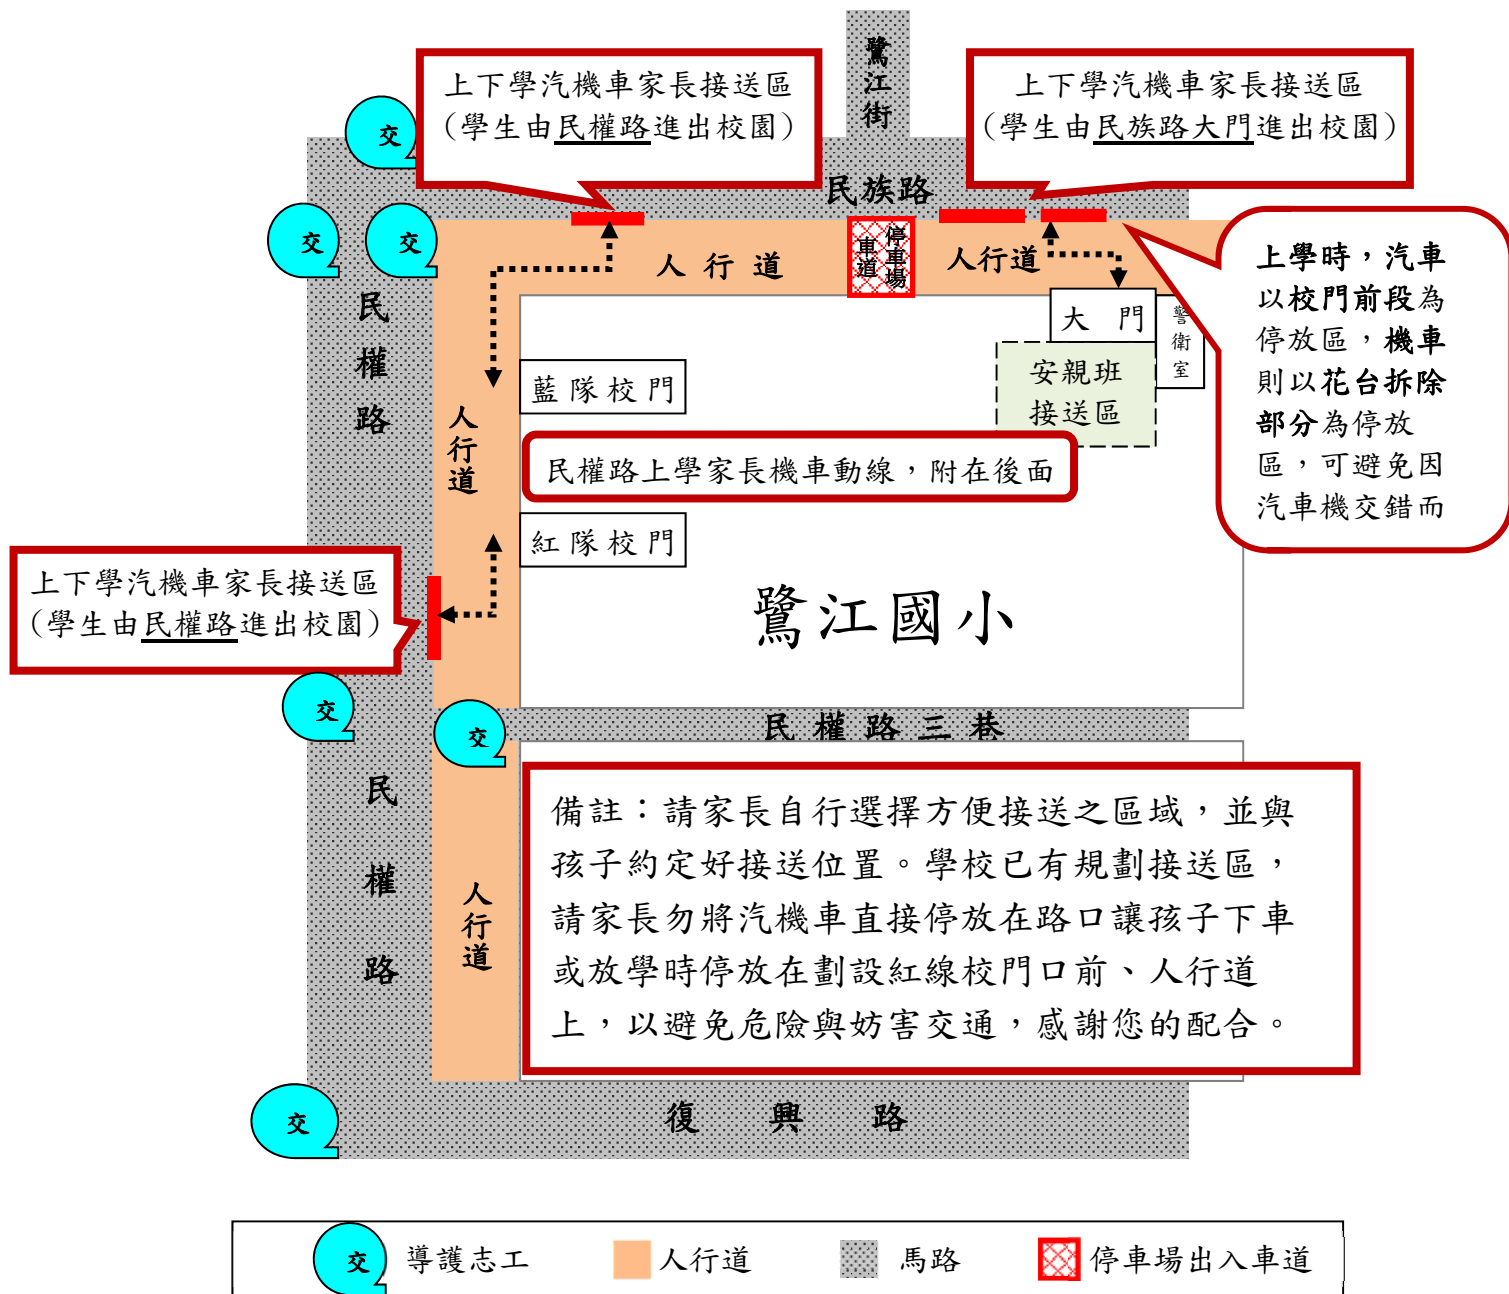 鷺江街
上下學汽機車家長接送區
(學生由民權路進出校園)
上下學汽機車家長接送區
(學生由民族路大門進出校園)
交
民族路
交
交
人行道
停車場
車道
人行道
上學時，汽車
以校門前段為
停放區，機車
則以花台拆除
部分為停放
區，可避免因
汽車機交錯而
民權路
大 門
警衛室
安親班
接送區
藍隊校門
人行道
民權路上學家長機車動線，附在後面
紅隊校門
上下學汽機車家長接送區
(學生由民權路進出校園)
鷺江國小
交
交
民權路三巷
民權路
人行道
備註：請家長自行選擇方便接送之區域，並與
孩子約定好接送位置。學校已有規劃接送區，
請家長勿將汽機車直接停放在路口讓孩子下車
或放學時停放在劃設紅線校門口前、人行道
上，以避免危險與妨害交通，感謝您的配合。
交
復興路
交 導護志工
人行道
馬路
停車場出入車道